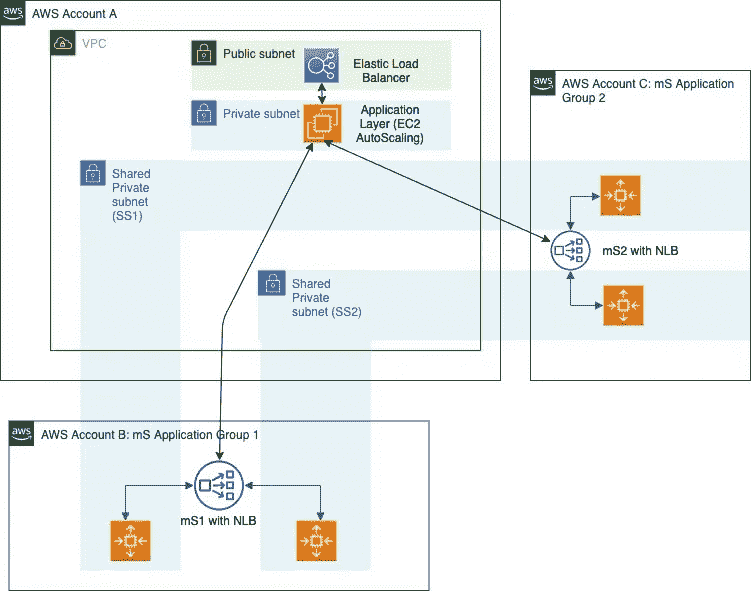 aws
AWS Account A
VPC
Public subnet
Elastic Load
Balancer
Private subnet
Application
Layer (EC2
AutoScaling)
Shared
Private
subnet
(SS1)
Shared
Private
subnet (SS2)
aws
AWS Account C: mS Application
Group 2
mS2 with NLB
aws
AWS Account B: mS Application Group 1
mS1 with NLB